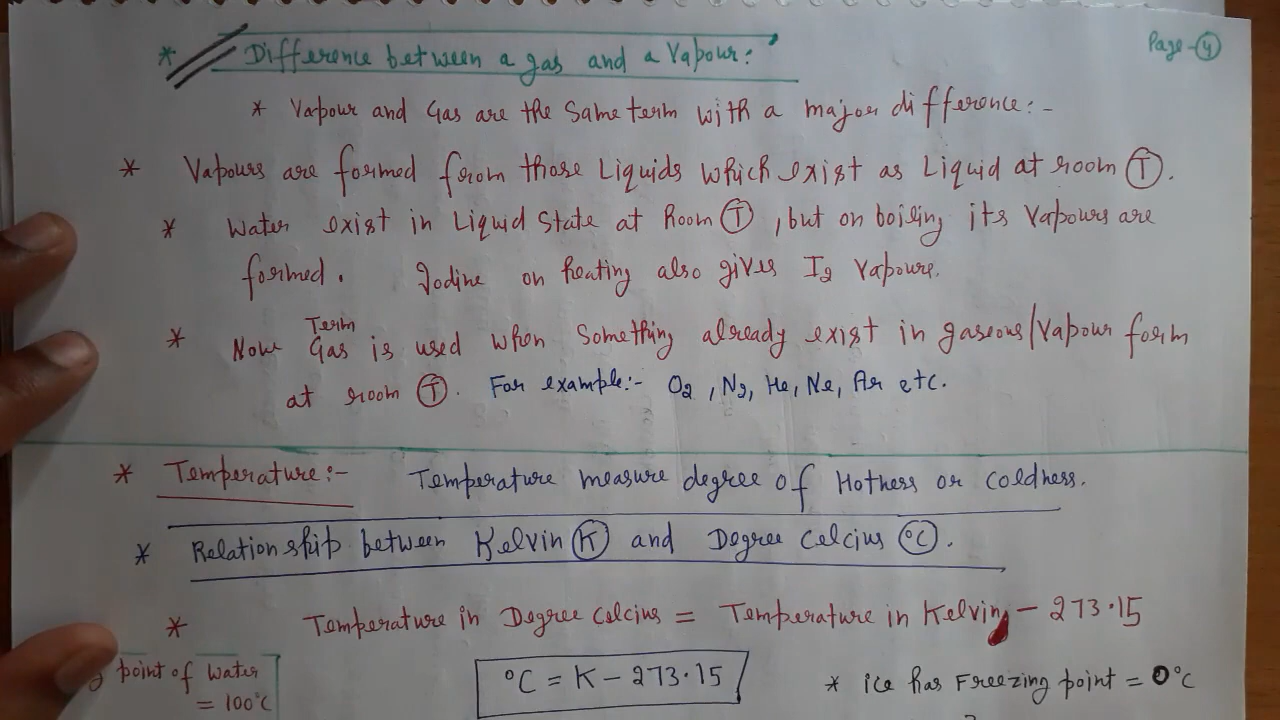 * Difference between a gas and a Vapour:
Page-4
* Vapour and Gas are the Same term with a major difference:-
* Vapours are formed from those Liquids which exist as Liquid at room T.
* Water exist in Liquid State at Room T, but on boiling its Vapours are
formed. Iodine on heating also gives I2 Vapours.
* Now Term Gas is used when Something already exist in gaseous/Vapour form
at room T. For example:- O2, N2, He, Ne, Ar etc.
* Temperature:- Temperature measure degree of Hotness or coldness.
* Relationship between Kelvin K and Degree Celcius °C.
* Temperature in Degree Celcius = Temperature in Kelvin - 273.15
point of Water
= 100°C
°C = K - 273.15
* ice has Freezing point = 0°C